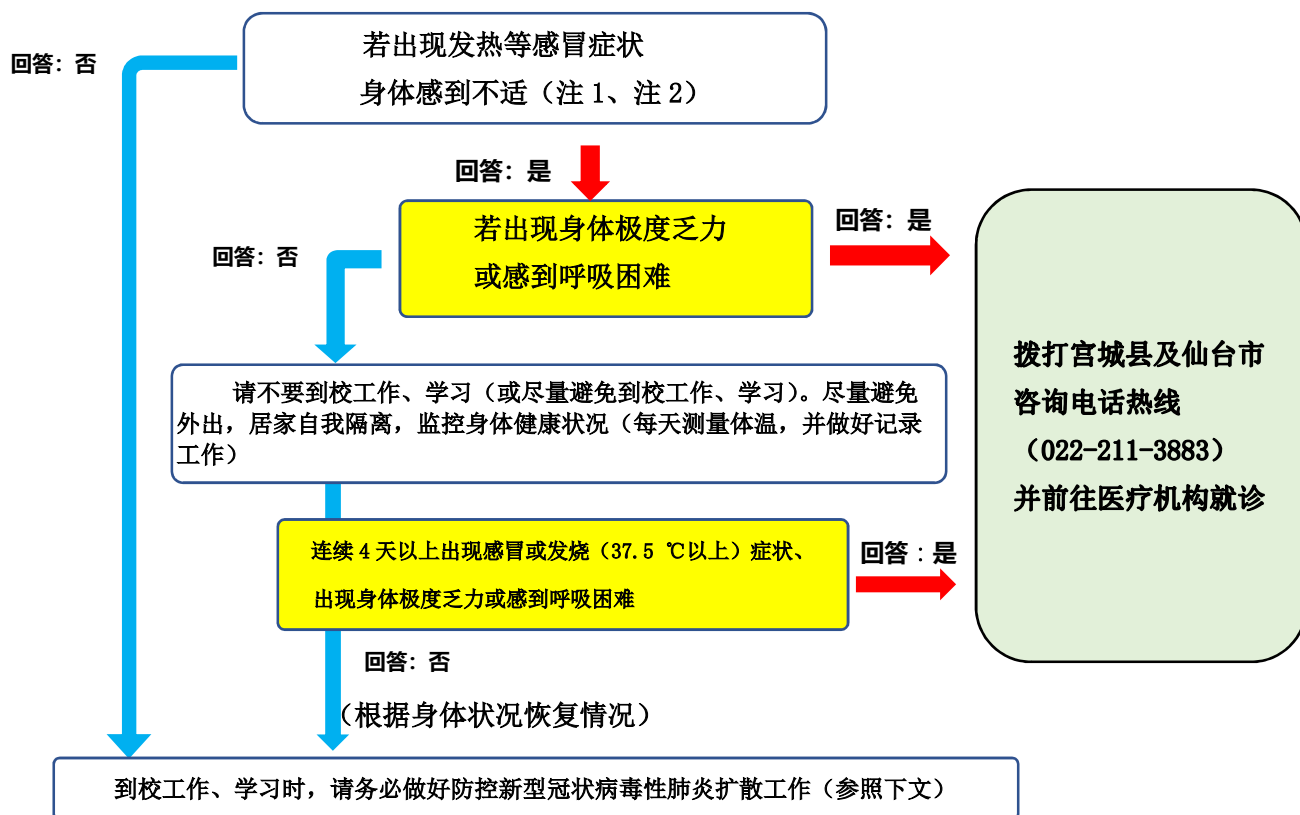 若出现发热等感冒症状
身体感到不适（注 1、注 2）
回答：否
回答：是
若出现身体极度乏力
或感到呼吸困难
回答：是
回答：否
请不要到校工作、学习（或尽量避免到校工作、学习）。尽量避免
外出，居家自我隔离，监控身体健康状况（每天测量体温，并做好记录
工作）
拨打宫城县及仙台市
咨询电话热线
（022-211-3883）
并前往医疗机构就诊
连续 4 天以上出现感冒或发烧（37.5 ℃以上）症状、
出现身体极度乏力或感到呼吸困难
回答：是
回答：否
（根据身体状况恢复情况）
到校工作、学习时，请务必做好防控新型冠状病毒性肺炎扩散工作（参照下文）